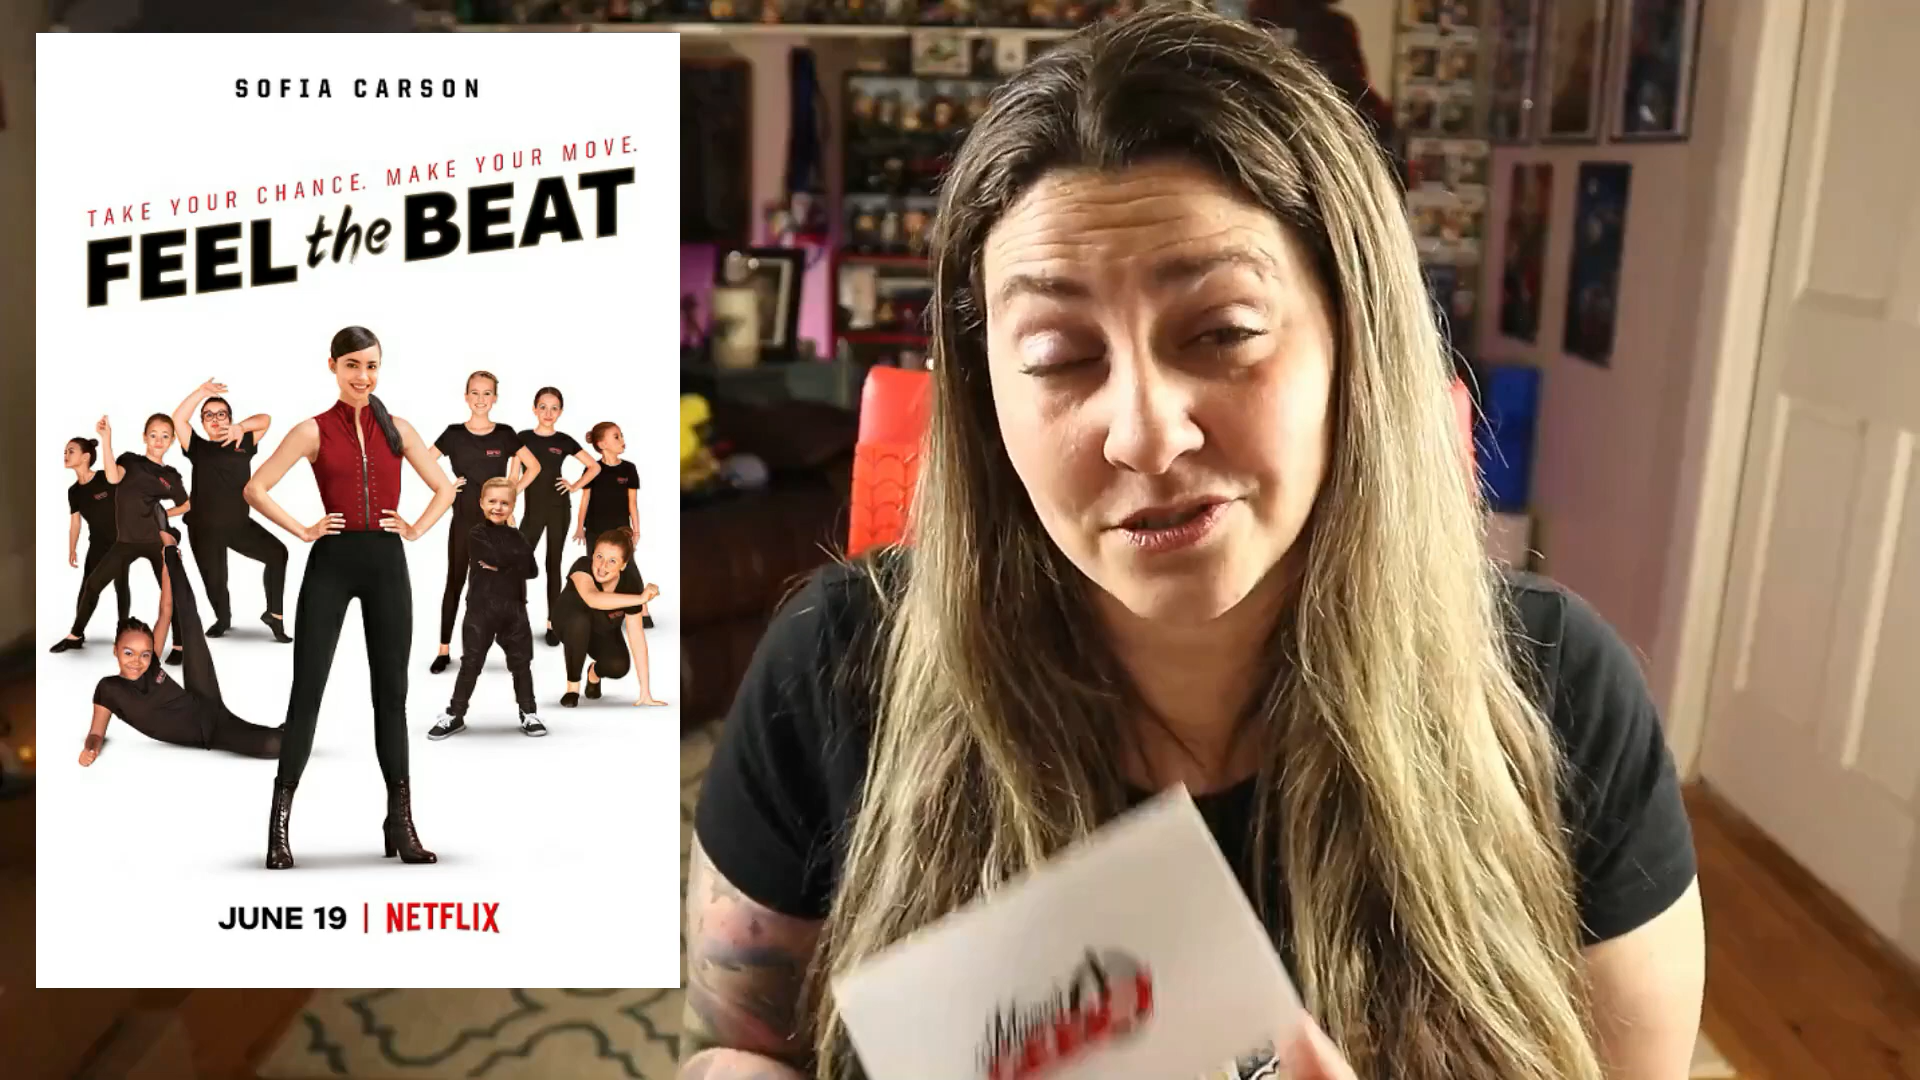 SOFIA CARSON
TAKE YOUR CHANCE. MAKE YOUR MOVE.
FEEL the BEAT
JUNE 19 | NETFLIX